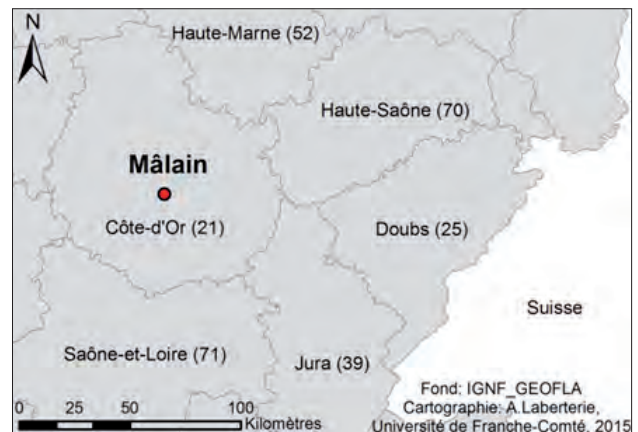 N
Haute-Marne (52)
Haute-Saône (70)
Mâlain
Côte-d'Or (21)
Doubs (25)
Suisse
Saône-et-Loire (71)
Jura (39)
Fond: IGNF_GEOFLA
Cartographie: A.Laberterie,
Université de Franche-Comté, 2015
0 25 50 100
Kilomètres